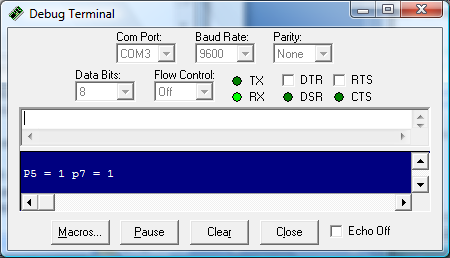 Debug Terminal
Com Port: Baud Rate: Parity:
COM3 9600 None
Data Bits: Flow Control: TX DTR RTS
8 Off RX DSR CTS
P5 = 1 p7 = 1
Macros... Pause Clear Close Echo Off